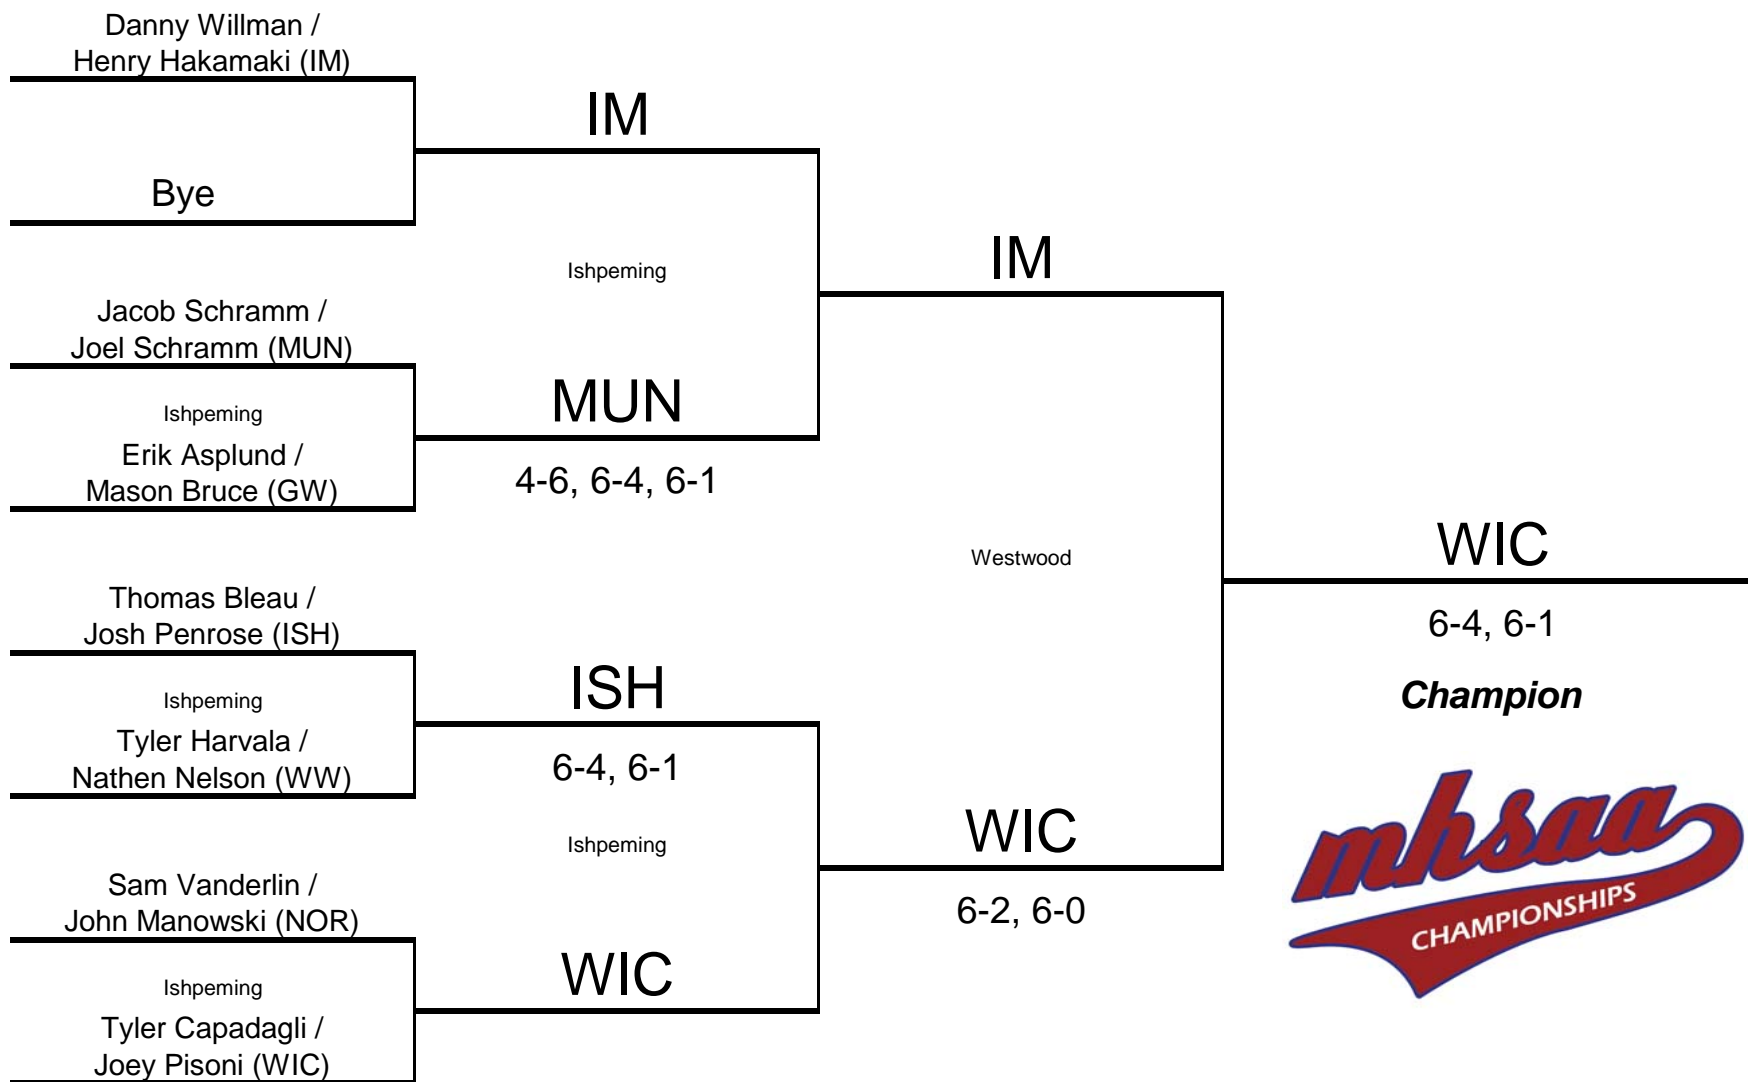 Danny Willman /
Henry Hakamaki (IM)
IM
Bye
Ishpeming
IM
Jacob Schramm /
Joel Schramm (MUN)
MUN
Ishpeming
Erik Asplund /
Mason Bruce (GW)
4-6, 6-4, 6-1
Westwood
WIC
Thomas Bleau /
Josh Penrose (ISH)
6-4, 6-1
ISH
Ishpeming
Champion
Tyler Harvala /
Nathen Nelson (WW)
6-4, 6-1
Ishpeming
WIC
mhsaa
CHAMPIONSHIPS
Sam Vanderlin /
John Manowski (NOR)
6-2, 6-0
WIC
Ishpeming
Tyler Capadagli /
Joey Pisoni (WIC)